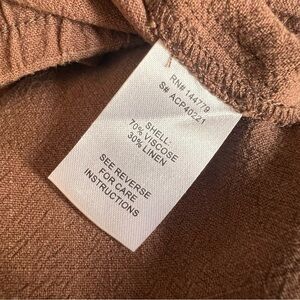 RN# 144779
S# ACP40221
SHELL:
70% VISCOSE
30% LINEN
SEE REVERSE
FOR CARE
INSTRUCTIONS